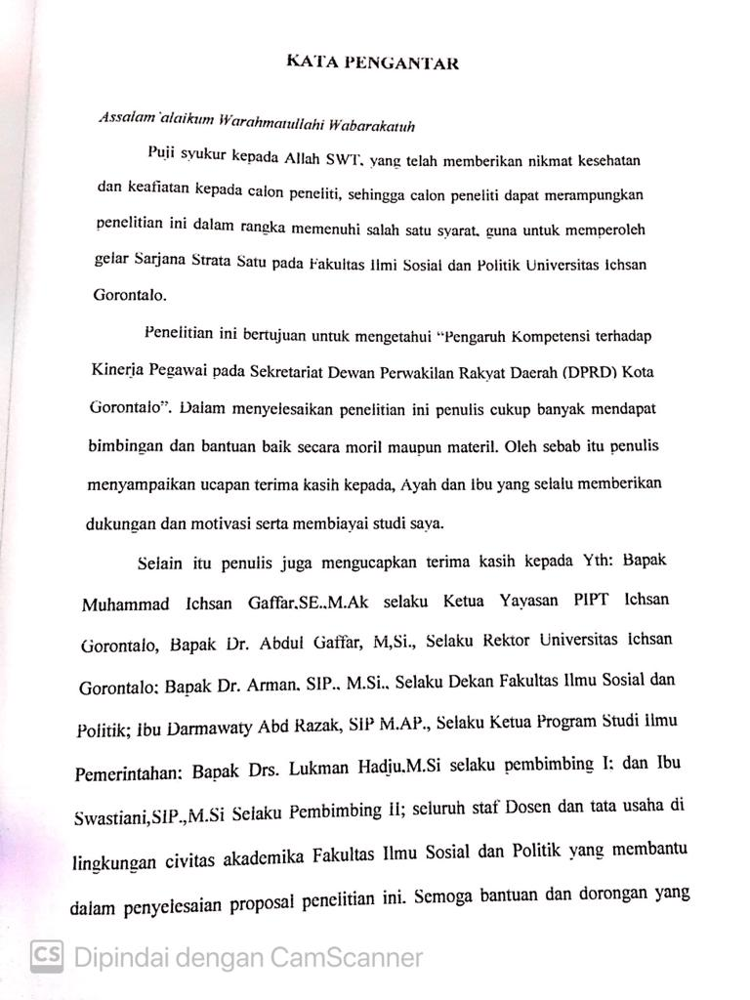 KATA PENGANTAR
Assalam'alaikum Warahmatullahi Wabarakatuh
Puji syukur kepada Allah SWT, yang telah memberikan nikmat kesehatan
dan keafiatan kepada calon peneliti, sehingga calon peneliti dapat merampungkan
penelitian ini dalam rangka memenuhi salah satu syarat, guna untuk memperoleh
gelar Sarjana Strata Satu pada Fakultas Ilmi Sosial dan Politik Universitas Ichsan
Gorontalo.
Penelitian ini bertujuan untuk mengetahui “Pengaruh Kompetensi terhadap
Kinerja Pegawai pada Sekretariat Dewan Perwakilan Rakyat Daerah (DPRD) Kota
Gorontalo”. Dalam menyelesaikan penelitian ini penulis cukup banyak mendapat
bimbingan dan bantuan baik secara moril maupun materil. Oleh sebab itu penulis
menyampaikan ucapan terima kasih kepada, Ayah dan Ibu yang selalu memberikan
dukungan dan motivasi serta membiayai studi saya.
Selain itu penulis juga mengucapkan terima kasih kepada Yth: Bapak
Muhammad Ichsan Gaffar,SE.,M.Ak selaku Ketua Yayasan PIPT Ichsan
Gorontalo, Bapak Dr. Abdul Gaffar, M,Si., Selaku Rektor Universitas Ichsan
Gorontalo; Bapak Dr. Arman, SIP., M.Si., Selaku Dekan Fakultas Ilmu Sosial dan
Politik; Ibu Darmawaty Abd Razak, SIP M.AP., Selaku Ketua Program Studi Ilmu
Pemerintahan; Bapak Drs. Lukman Hadju,M.Si selaku pembimbing I; dan Ibu
Swastiani,SIP.,M.Si Selaku Pembimbing II; seluruh staf Dosen dan tata usaha di
lingkungan civitas akademika Fakultas Ilmu Sosial dan Politik yang membantu
dalam penyelesaian proposal penelitian ini. Semoga bantuan dan dorongan yang
CS Dipindai dengan CamScanner